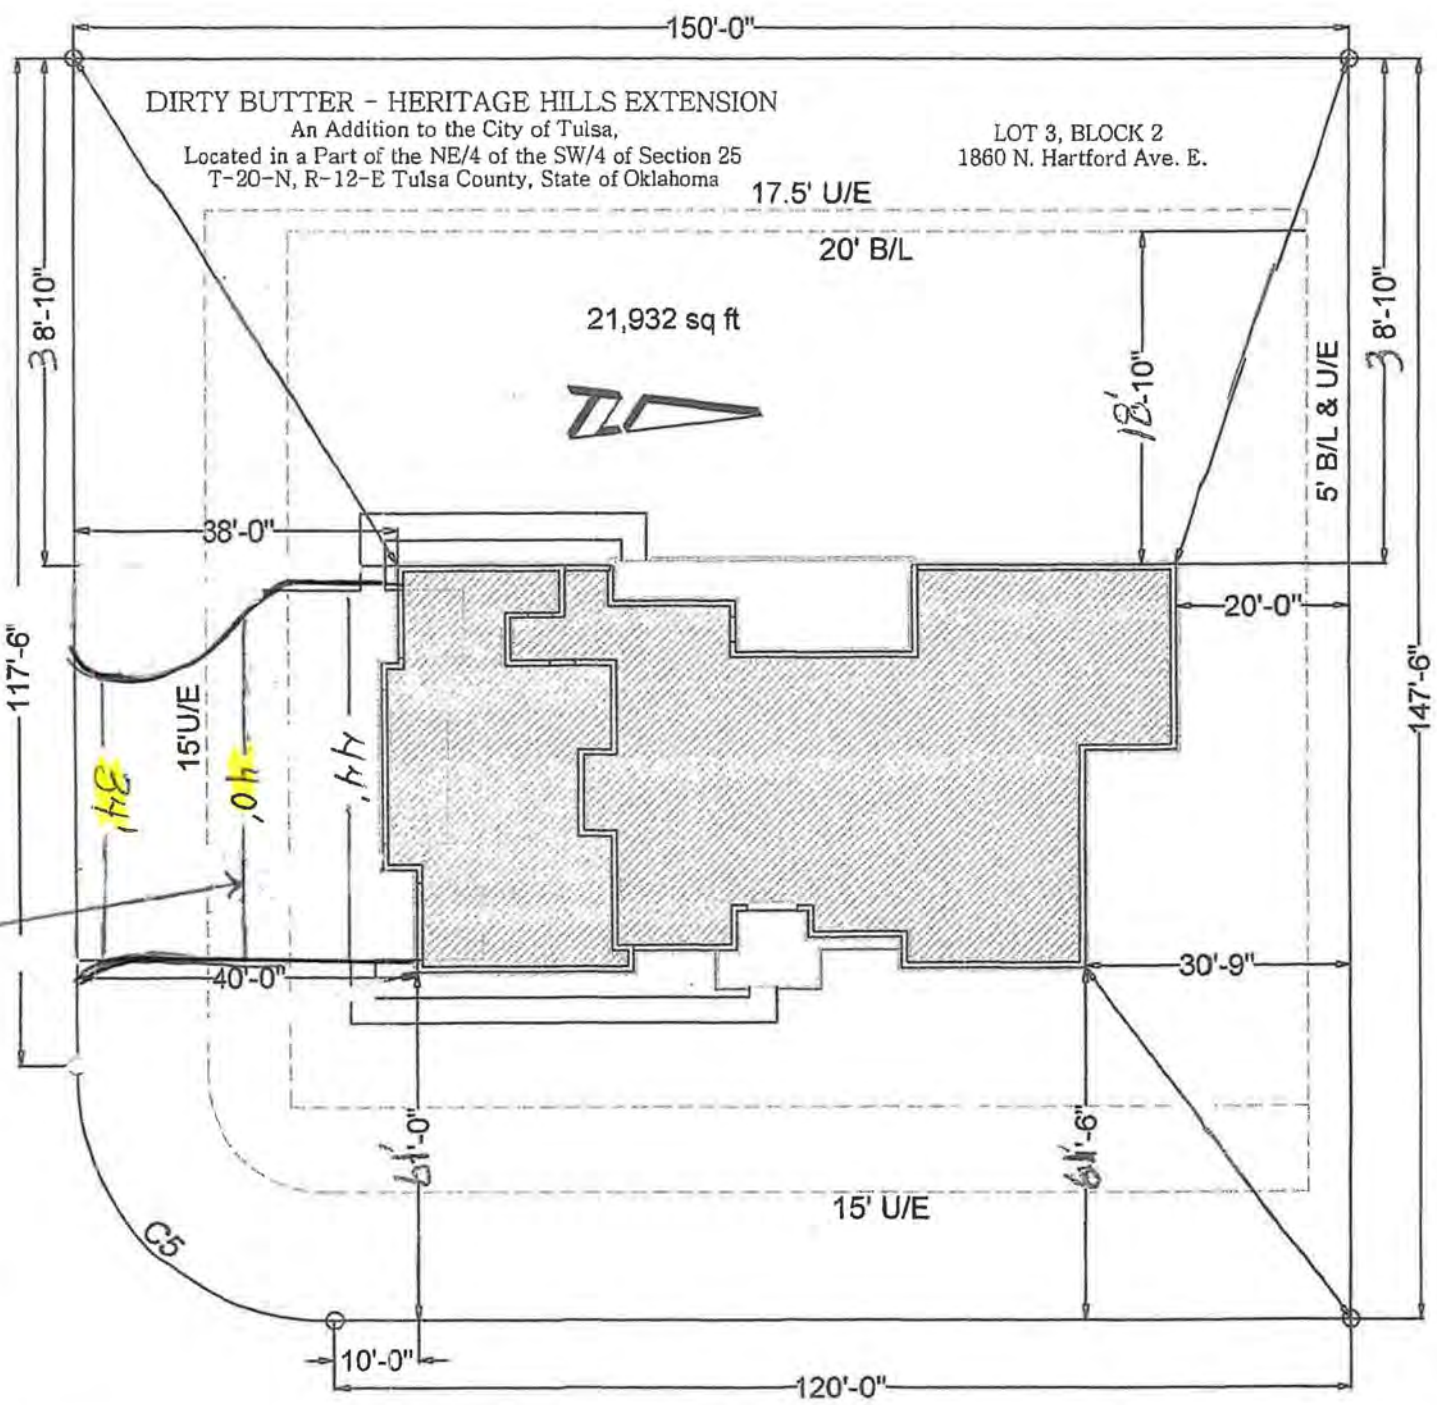 150'-0"
DIRTY BUTTER - HERITAGE HILLS EXTENSION
An Addition to the City of Tulsa,
Located in a Part of the NE/4 of the SW/4 of Section 25
T-20-N, R-12-E Tulsa County, State of Oklahoma
LOT 3, BLOCK 2
1860 N. Hartford Ave. E.
17.5' U/E
20' B/L
38'-10"
38'-10"
21,932 sq ft
18'-10"
5' B/L & U/E
38'-0"
20'-0"
117'-6"
147'-6"
15'U/E
34'
40'
44'
40'-0"
30'-9"
-0"
-6"
15' U/E
C5
10'-0"
120'-0"